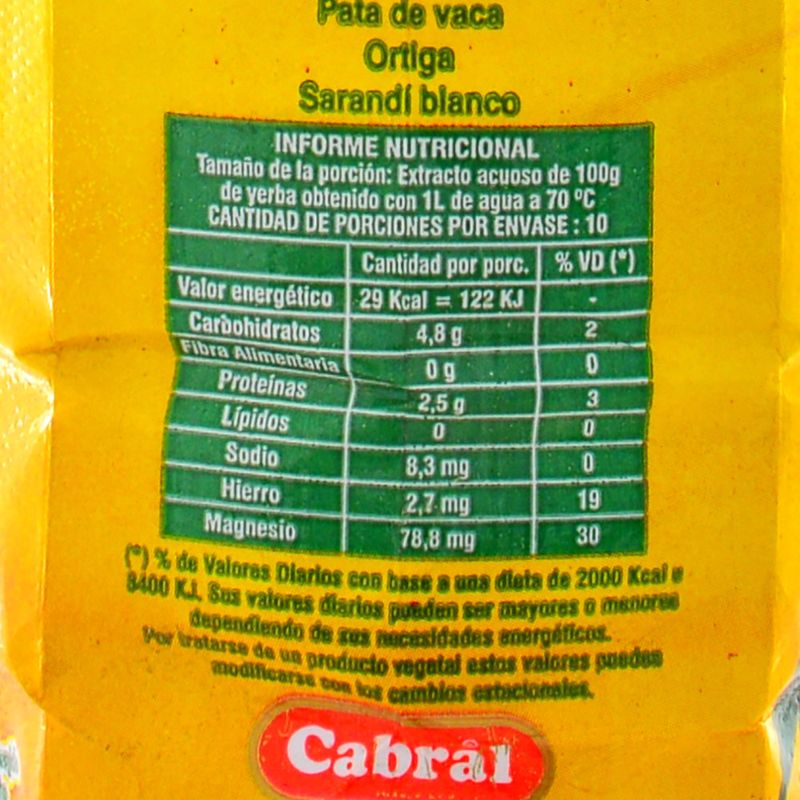 Pata de vaca
Ortiga
Sarandí blanco
INFORME NUTRICIONAL
Tamaño de la porción: Extracto acuoso de 100g
de yerba obtenido con 1L de agua a 70 ºC
CANTIDAD DE PORCIONES POR ENVASE : 10
Cantidad por porc. % VD (*)
Valor energético 29 Kcal = 122 KJ -
Carbohidratos 4,8 g 2
Fibra Alimentaria 0 g 0
Proteínas 2,5 g 3
Lípidos 0 0
Sodio 8,3 mg 0
Hierro 2,7 mg 19
Magnesio 78,8 mg 30
(*) % de Valores Diarios con base a una dieta de 2000 Kcal o
8400 KJ. Sus valores diarios pueden ser mayores o menores
dependiendo de sus necesidades energéticas.
Por tratarse de un producto vegetal estos valores pueden
modificarse con los cambios estacionales.
Cabral